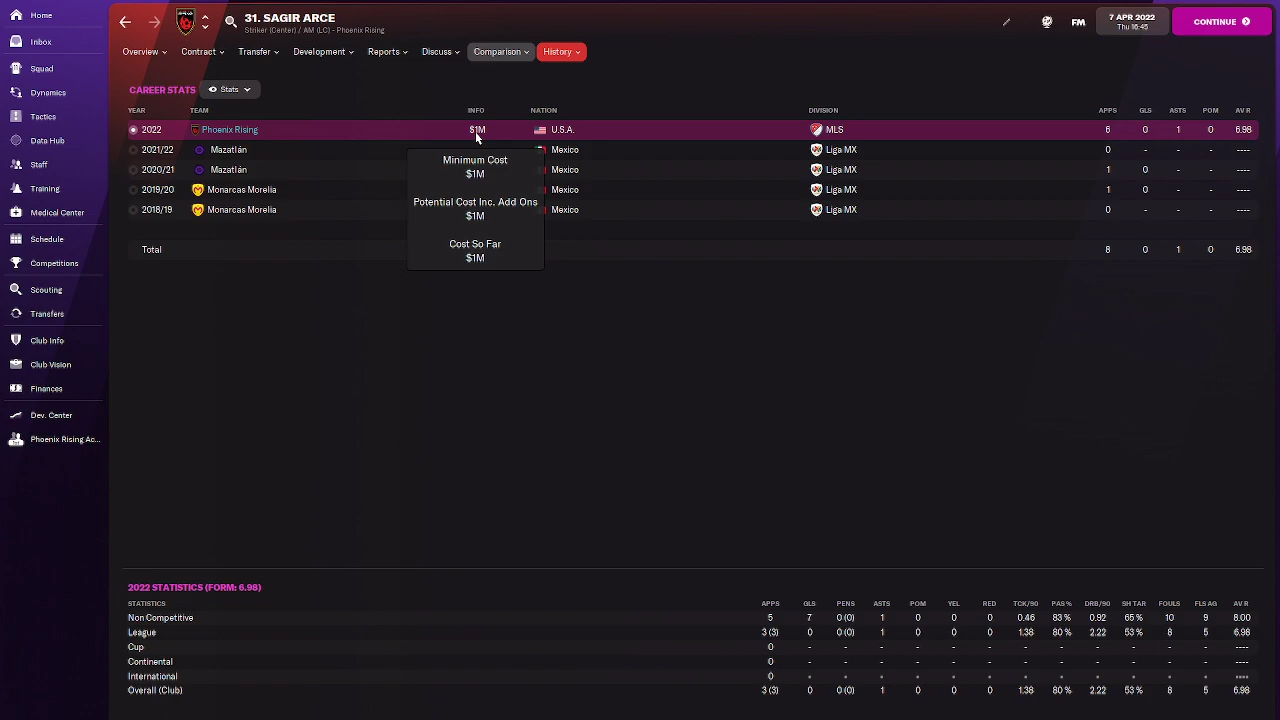 Home
31. SAGIR ARCE
Striker (Center) / AM (LC) - Phoenix Rising
FM
7 APR 2022
Thu 16:45
CONTINUE
Inbox
Squad
Dynamics
Tactics
Data Hub
Staff
Training
Medical Center
Schedule
Competitions
Scouting
Transfers
Club Info
Club Vision
Finances
Dev. Center
Phoenix Rising Ac...
Overview Contract Transfer Development Reports Discuss Comparison History
CAREER STATS Stats
YEAR TEAM INFO NATION DIVISION APPS GLS ASTS POM AV R
2022 Phoenix Rising $1M U.S.A. MLS 6 0 1 0 6.98
2021/22 Mazatlán Mexico Liga MX 0 - - - ----
2020/21 Mazatlán Mexico Liga MX 1 0 - - ----
2019/20 Monarcas Morelia Mexico Liga MX 1 0 - - ----
2018/19 Monarcas Morelia Mexico Liga MX 0 - - - ----
Total 8 0 1 0 6.98
Minimum Cost
$1M
Potential Cost Inc. Add Ons
$1M
Cost So Far
$1M
2022 STATISTICS (FORM: 6.98)
STATISTICS APPS GLS PENS ASTS POM YEL RED TCK/90 PAS % DRB/90 SH TAR FOULS FLS AG AV R
Non Competitive 5 7 0 (0) 1 0 0 0 0.46 83 % 0.92 65 % 10 9 8.00
League 3 (3) 0 0 (0) 1 0 0 0 1.38 80 % 2.22 53 % 8 5 6.98
Cup 0 - - - - - - - - - - - - ----
Continental 0 - - - - - - - - - - - - ----
International 0 - - - - - - - - - - - - ----
Overall (Club) 3 (3) 0 0 (0) 1 0 0 0 1.38 80 % 2.22 53 % 8 5 6.98